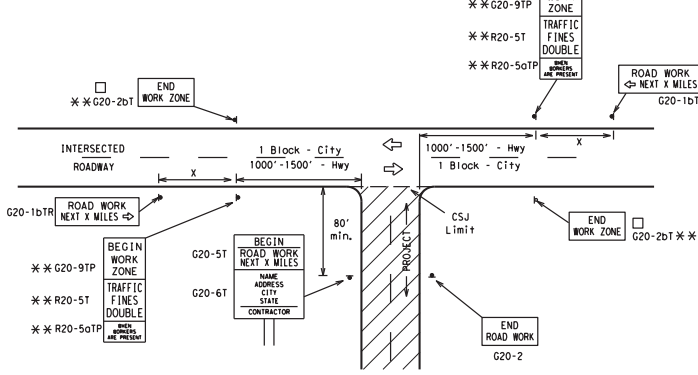 * * G20-9TP
ZONE
* * R20-5T
TRAFFIC
FINES
DOUBLE
* * R20-5aTP
WHEN
WORKERS
ARE PRESENT
* * G20-2bT
END
WORK ZONE
ROAD WORK
⇦ NEXT X MILES
G20-1bT
INTERSECTED
ROADWAY
1 Block - City
1000'-1500' - Hwy
1000'-1500' - Hwy
1 Block - City
X
X
G20-1bTR
ROAD WORK
NEXT X MILES ⇨
80'
min.
CSJ
Limit
END
WORK ZONE
G20-2bT * *
BEGIN
WORK
ZONE
* * G20-9TP
TRAFFIC
FINES
DOUBLE
* * R20-5T
WHEN
WORKERS
ARE PRESENT
* * R20-5aTP
G20-5T
BEGIN
ROAD WORK
NEXT X MILES
G20-6T
NAME
ADDRESS
CITY
STATE
CONTRACTOR
PROJECT
END
ROAD WORK
G20-2